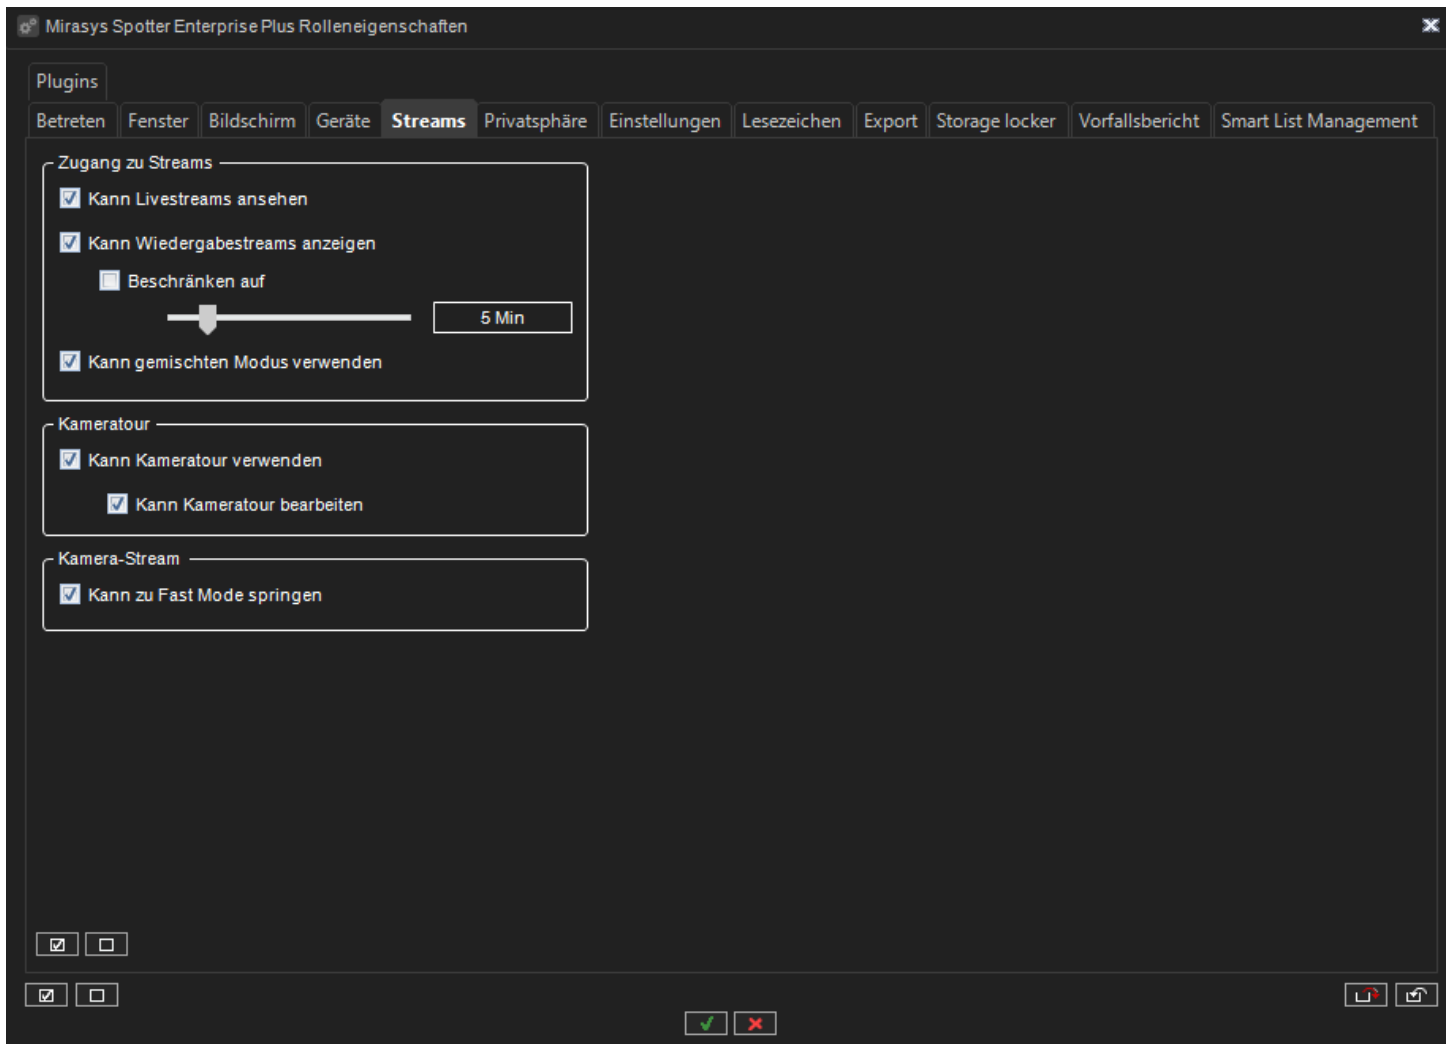 Mirasys Spotter Enterprise Plus Rolleneigenschaften
Plugins
Betreten Fenster Bildschirm Geräte Streams Privatsphäre Einstellungen Lesezeichen Export Storage locker Vorfallsbericht Smart List Management
Zugang zu Streams
Kann Livestreams ansehen
Kann Wiedergabestreams anzeigen
Beschränken auf
5 Min
Kann gemischten Modus verwenden
Kameratour
Kann Kameratour verwenden
Kann Kameratour bearbeiten
Kamera-Stream
Kann zu Fast Mode springen